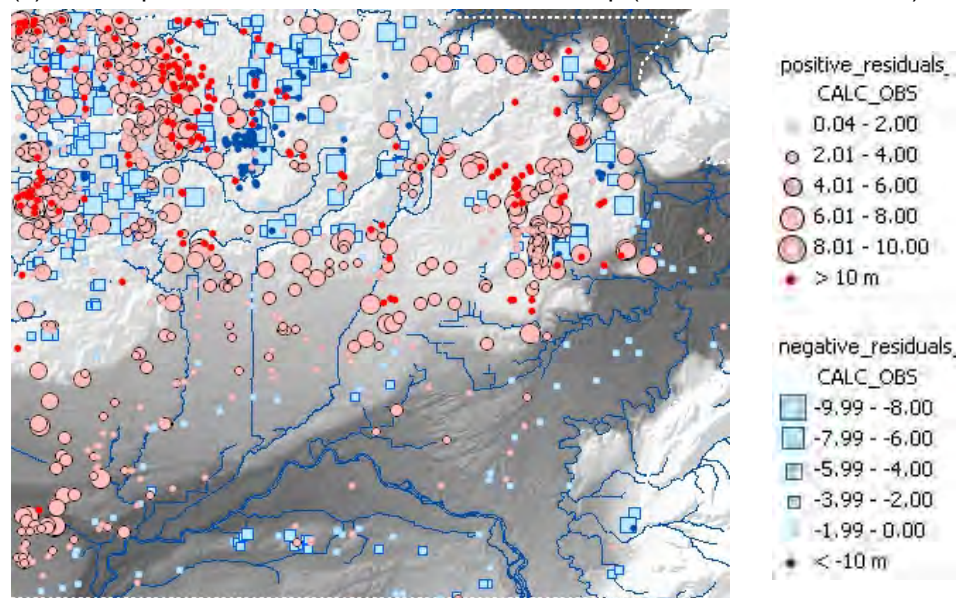 positive_residuals_
CALC_OBS
0.04 - 2.00
2.01 - 4.00
4.01 - 6.00
6.01 - 8.00
8.01 - 10.00
> 10 m
negative_residuals_
CALC_OBS
-9.99 - -8.00
-7.99 - -6.00
-5.99 - -4.00
-3.99 - -2.00
-1.99 - 0.00
< -10 m